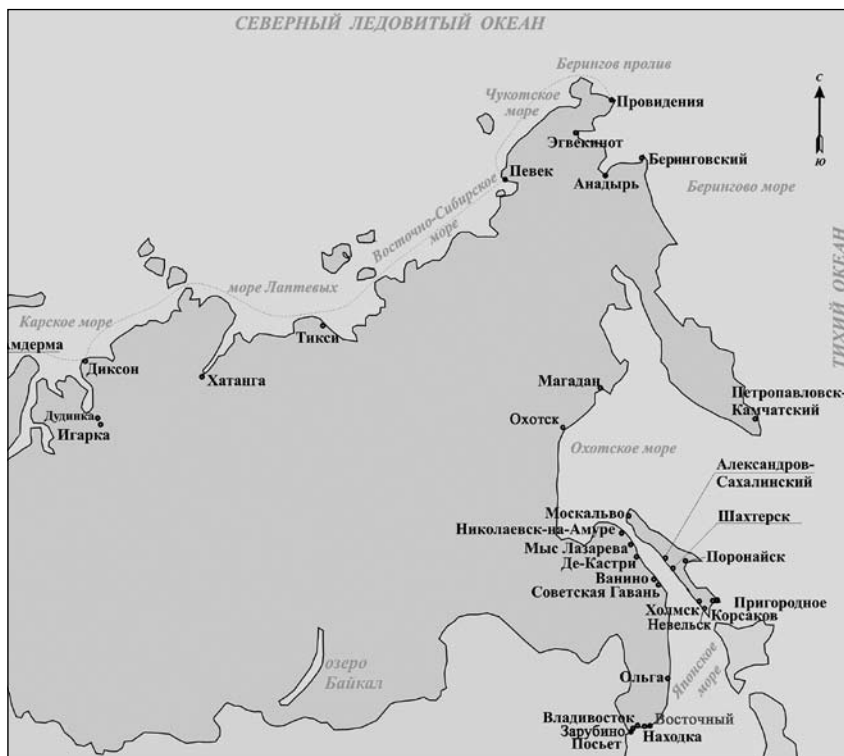 СЕВЕРНЫЙ ЛЕДОВИТЫЙ ОКЕАН
Берингов пролив
Чукотское
море
Провидения
с
ю
Эгвекинот
Беринговский
Анадырь
Певек
Берингово море
Восточно-Сибирское
море
ТИХИЙ ОКЕАН
море Лаптевых
Карское море
Амдерма
Тикси
Диксон
Хатанга
Магадан
Петропавловск-
Камчатский
Дудинка
Игарка
Охотск
Охотское море
Александров-
Сахалинский
Москальво
Шахтерск
Николаевск-на-Амуре
Мыс Лазарева
Де-Кастри
Поронайск
Ванино
Советская Гавань
Холмск
Невельск
Пригородное
Корсаков
озеро
Байкал
Ольга
Японское
море
Владивосток
Восточный
Зарубино
Находка
Посьет